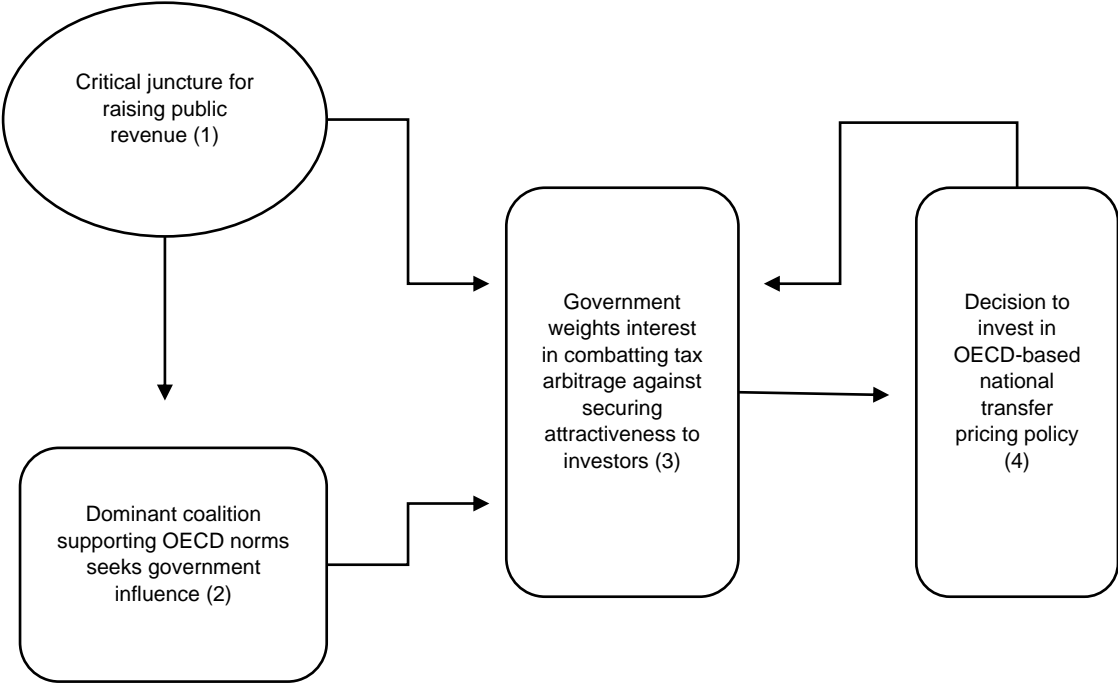 Critical juncture for
raising public
revenue (1)
Dominant coalition
supporting OECD norms
seeks government
influence (2)
Government
weights interest
in combatting tax
arbitrage against
securing
attractiveness to
investors (3)
Decision to
invest in
OECD-based
national
transfer
pricing policy
(4)